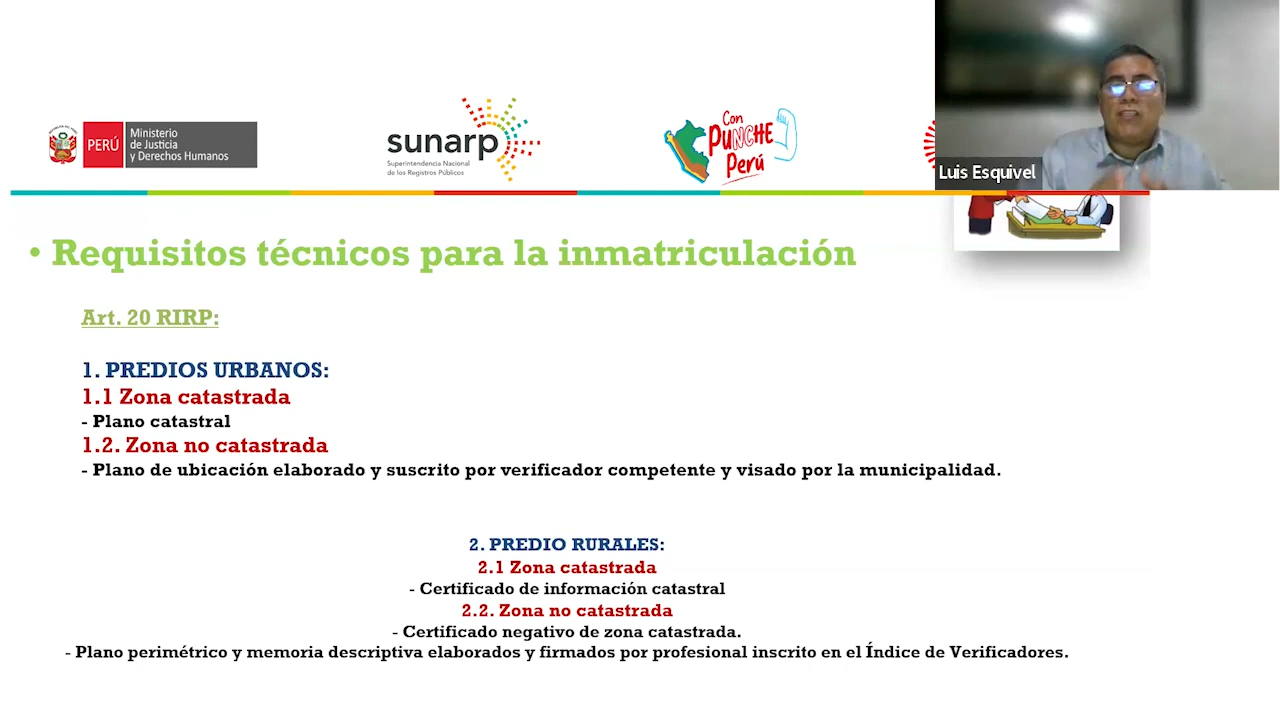 PERÚ
Ministerio
de Justicia
y Derechos Humanos
sunarp
Superintendencia Nacional
de los Registros Públicos
Con
PUNCHE
Perú
Luis Esquivel
• Requisitos técnicos para la inmatriculación
Art. 20 RIRP:
1. PREDIOS URBANOS:
1.1 Zona catastrada
- Plano catastral
1.2. Zona no catastrada
- Plano de ubicación elaborado y suscrito por verificador competente y visado por la municipalidad.
2. PREDIO RURALES:
2.1 Zona catastrada
- Certificado de información catastral
2.2. Zona no catastrada
- Certificado negativo de zona catastrada.
- Plano perimétrico y memoria descriptiva elaborados y firmados por profesional inscrito en el Índice de Verificadores.